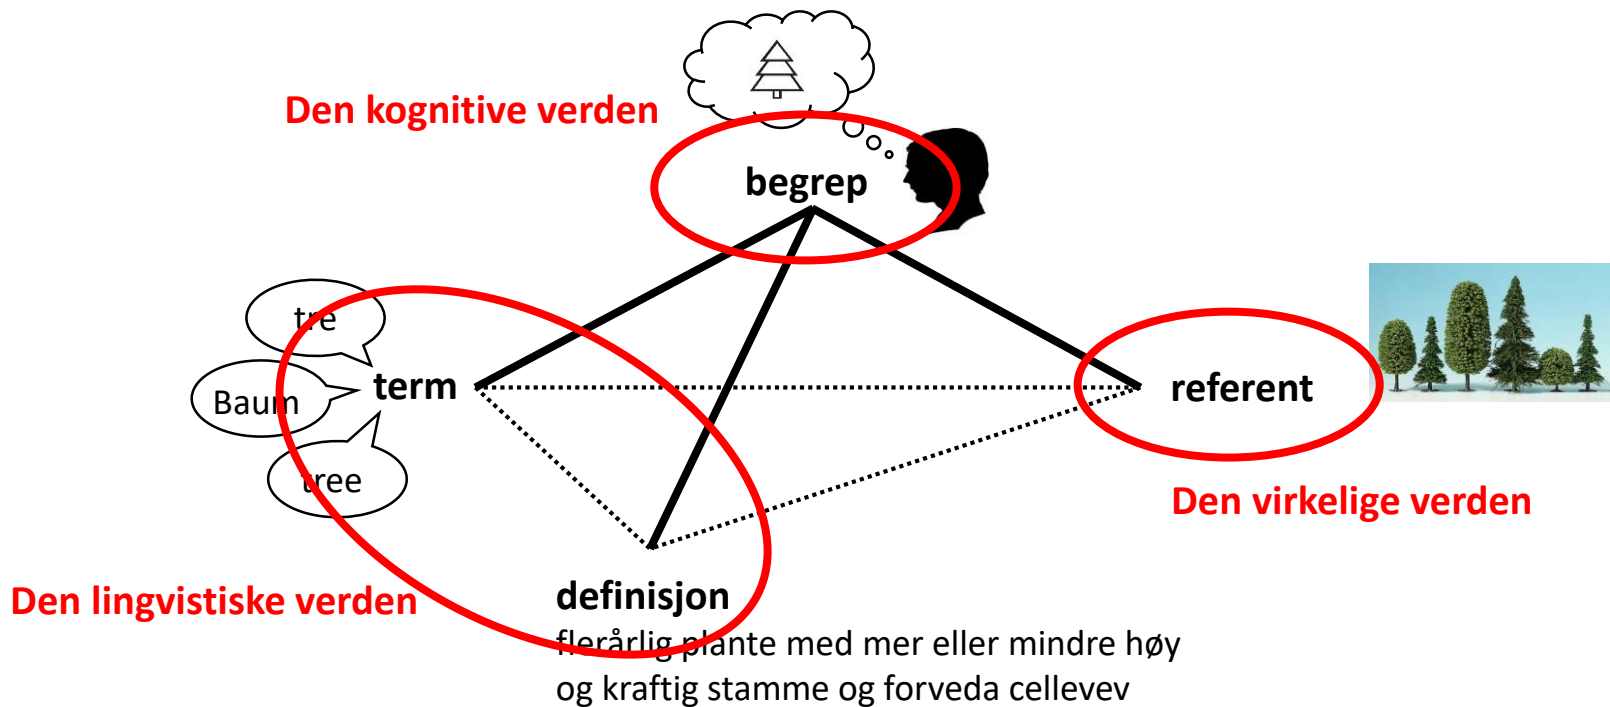 Den kognitive verden
begrep
tre
Baum
tree
term
referent
Den virkelige verden
Den lingvistiske verden
definisjon
flerårlig plante med mer eller mindre høy
og kraftig stamme og forveda cellevev